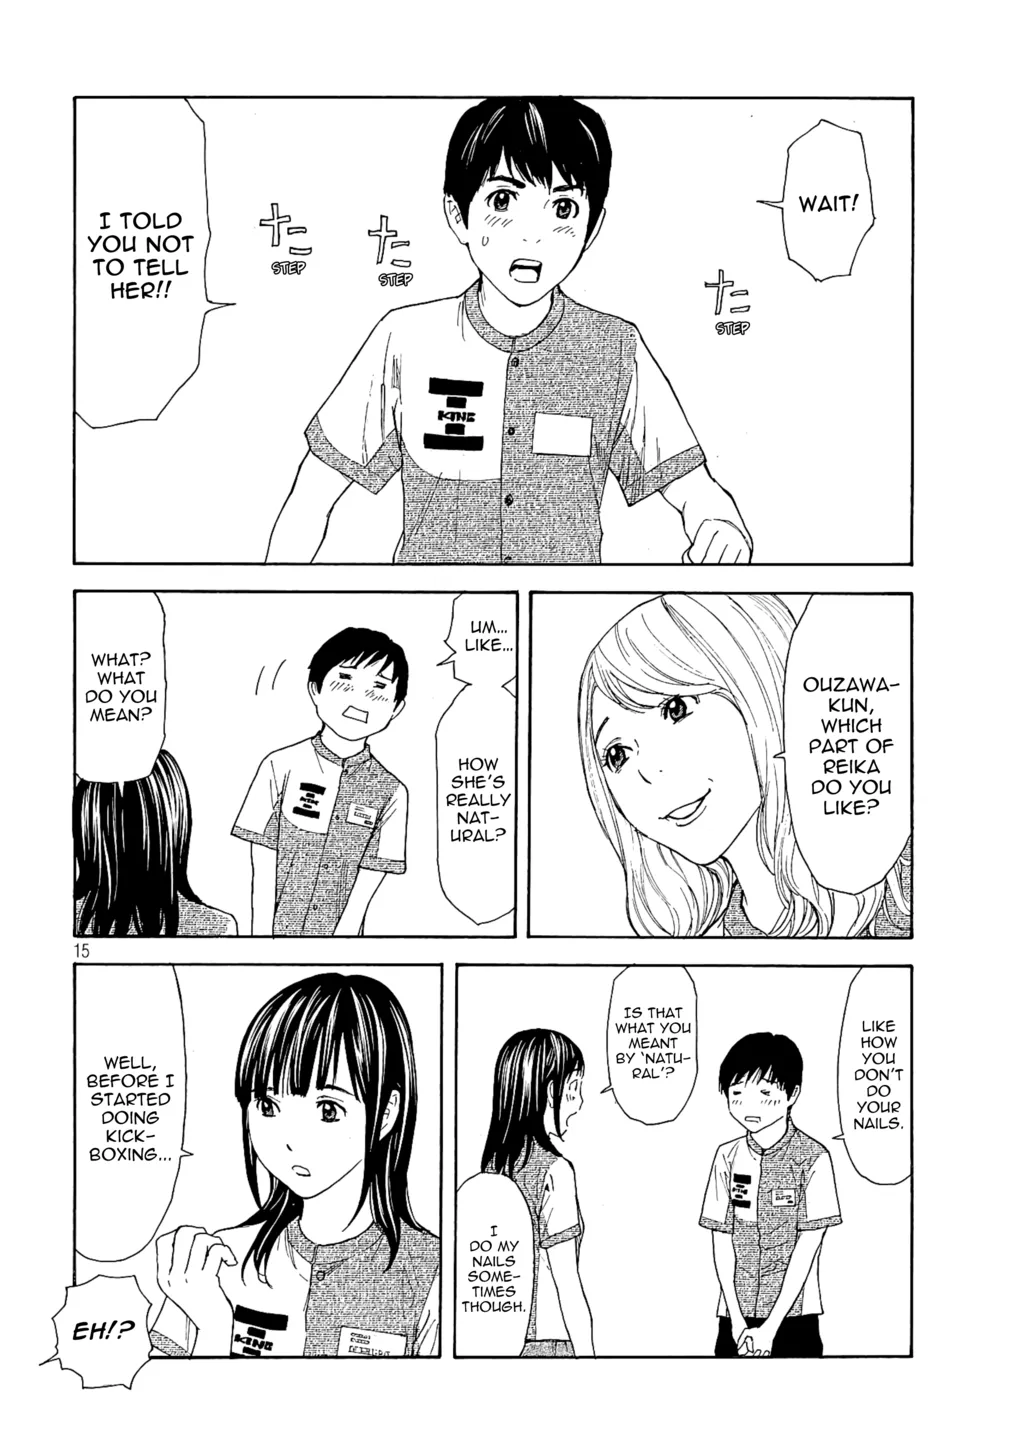 WAIT!
た
STEP
た
STEP
た
STEP
I TOLD
YOU NOT
TO TELL
HER!!
KING
OUZAWA-
KUN,
WHICH
PART OF
REIKA
DO YOU
LIKE?
UM...
LIKE...
HOW
SHE'S
REALLY
NAT-
URAL?
WHAT?
WHAT
DO YOU
MEAN?
KING
15
LIKE
HOW
YOU
DON'T
DO
YOUR
NAILS.
IS THAT
WHAT YOU
MEANT
BY 'NATU-
RAL'?
I
DO MY
NAILS
SOME-
TIMES
THOUGH.
KING
WELL,
BEFORE I
STARTED
DOING
KICK-
BOXING...
EH!?
KING